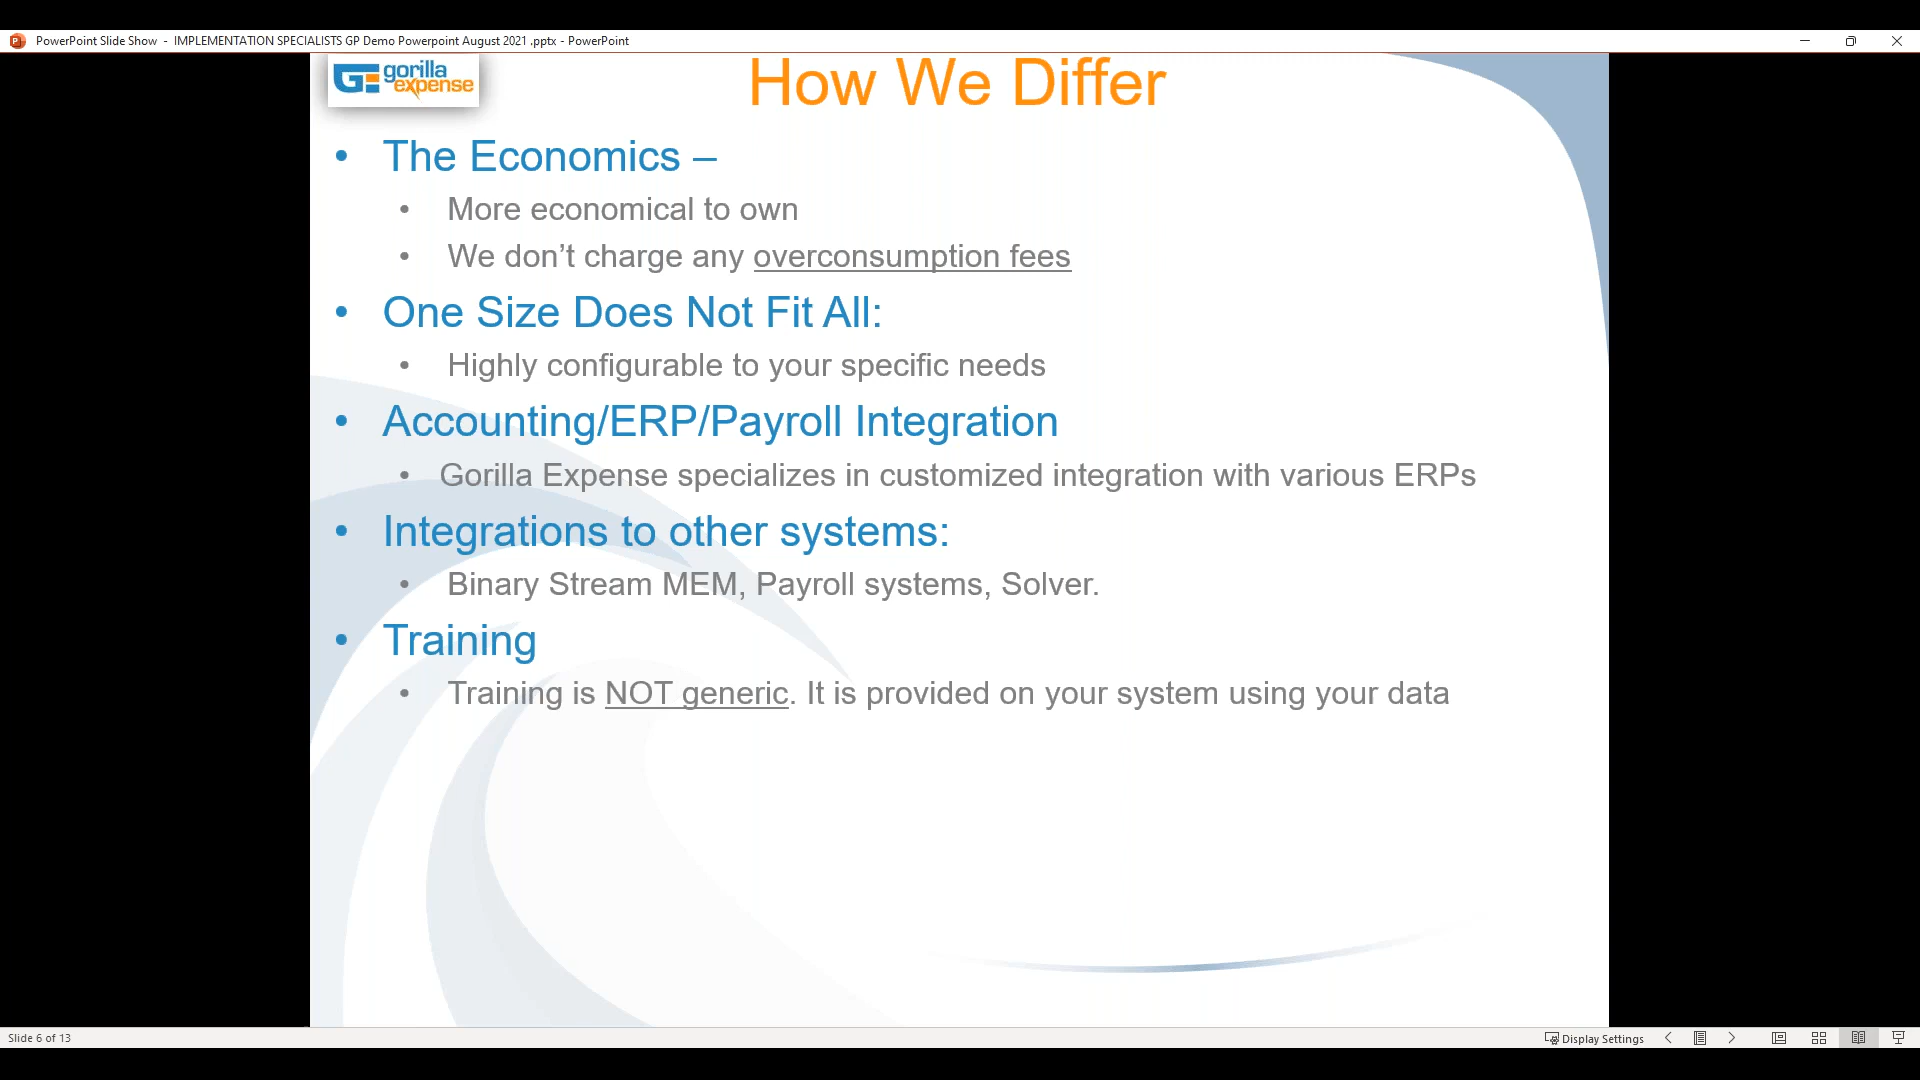 PowerPoint Slide Show - IMPLEMENTATION SPECIALISTS GP Demo Powerpoint August 2021 .pptx - PowerPoint
gorilla
expense
How We Differ
• The Economics –
• More economical to own
• We don’t charge any overconsumption fees
• One Size Does Not Fit All:
• Highly configurable to your specific needs
• Accounting/ERP/Payroll Integration
• Gorilla Expense specializes in customized integration with various ERPs
• Integrations to other systems:
• Binary Stream MEM, Payroll systems, Solver.
• Training
• Training is NOT generic. It is provided on your system using your data
Slide 6 of 13
Display Settings